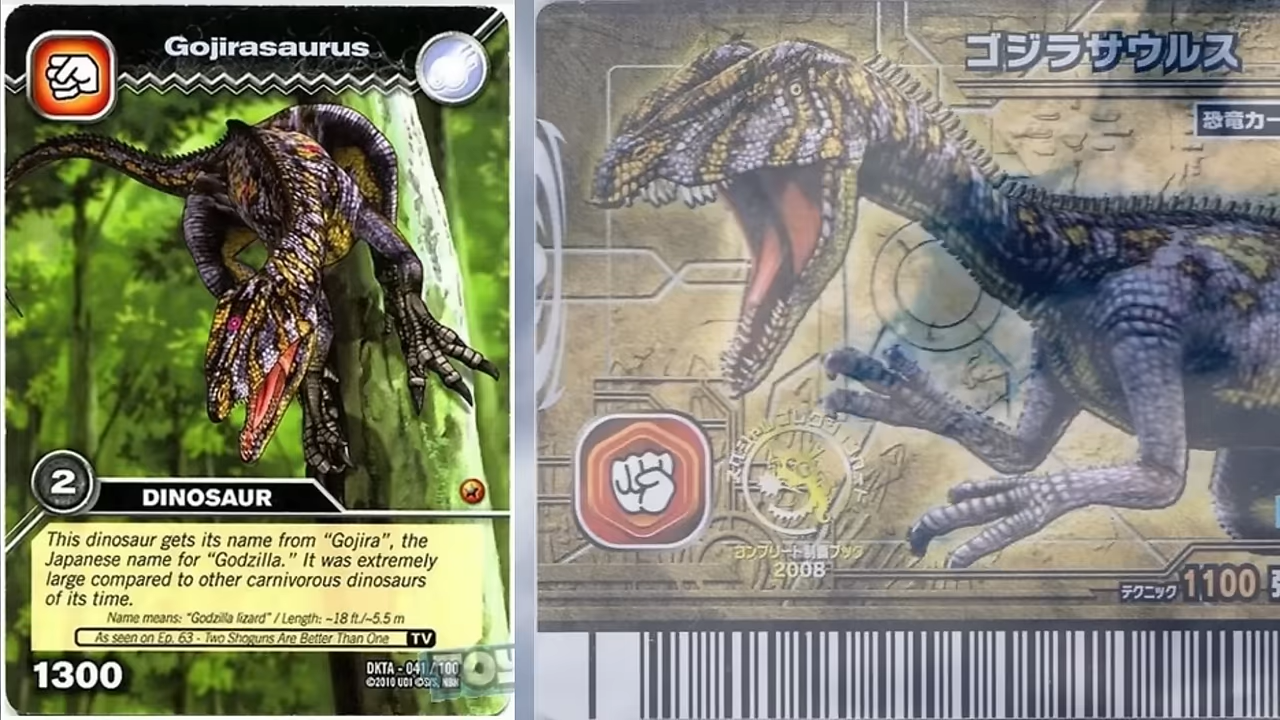 Gojirasaurus
2
DINOSAUR
This dinosaur gets its name from “Gojira”, the
Japanese name for “Godzilla.” It was extremely
large compared to other carnivorous dinosaurs
of its time.
Name means: “Godzilla lizard” / Length: ~18 ft./~5.5 m
As seen on Ep. 63 - Two Shoguns Are Better Than One TV
1300
DKTA - 041/100
©2010 UDI ©S/S, NBN
ゴジラサウルス
恐竜カー
コンプリート制覇ブック
2008
テクニック 1100